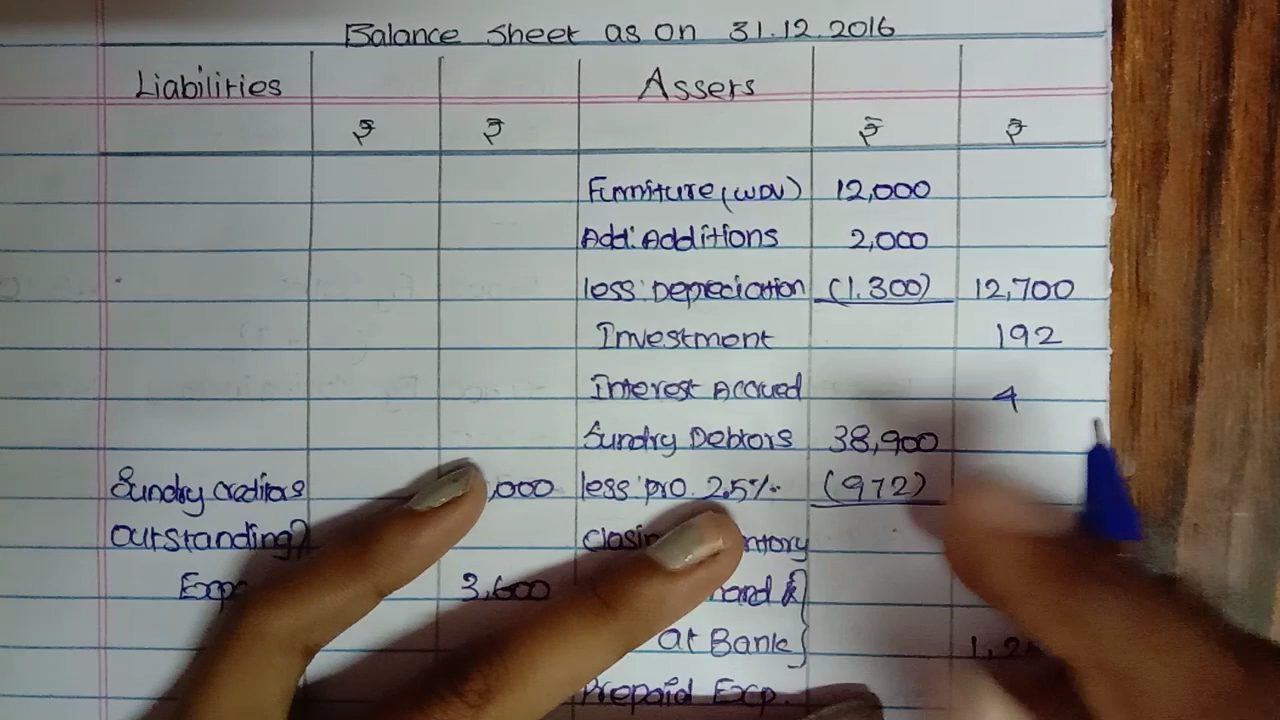 Balance Sheet as on 31.12.2016
Liabilities Assets
₹ ₹ ₹ ₹
Furniture (WDV) 12,000
Add: Additions 2,000
less: Depreciation (1.300) 12,700
Investment 192
Interest Accrued 4
Sundry Debtors 38,900
Sundry creditors ,000 less: pro. 2.5% (972)
Outstanding }
3,600
at Bank }
Prepaid Exp.